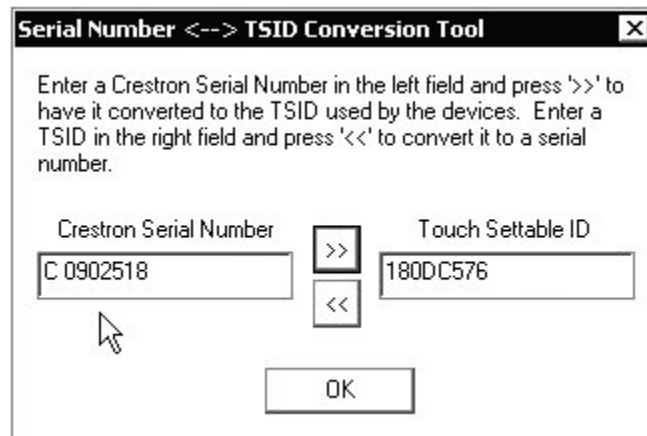 Serial Number <--> TSID Conversion Tool
Enter a Crestron Serial Number in the left field and press '>>' to
have it converted to the TSID used by the devices.  Enter a
TSID in the right field and press '<<' to convert it to a serial
number.
Crestron Serial Number
>>
Touch Settable ID
C 0902518
180DC576
<<
OK